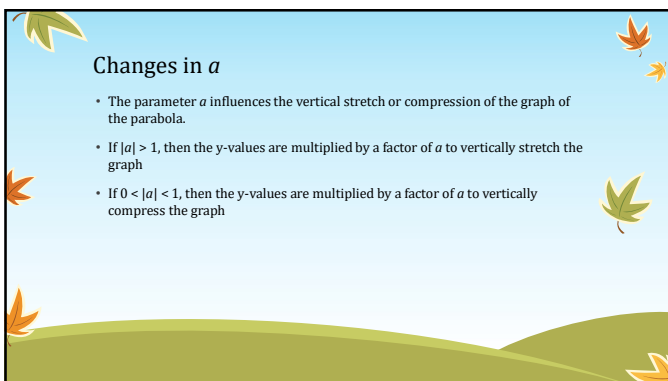 Changes in a
• The parameter a influences the vertical stretch or compression of the graph of
the parabola.
• If |a| > 1, then the y-values are multiplied by a factor of a to vertically stretch the
graph
• If 0 < |a| < 1, then the y-values are multiplied by a factor of a to vertically
compress the graph